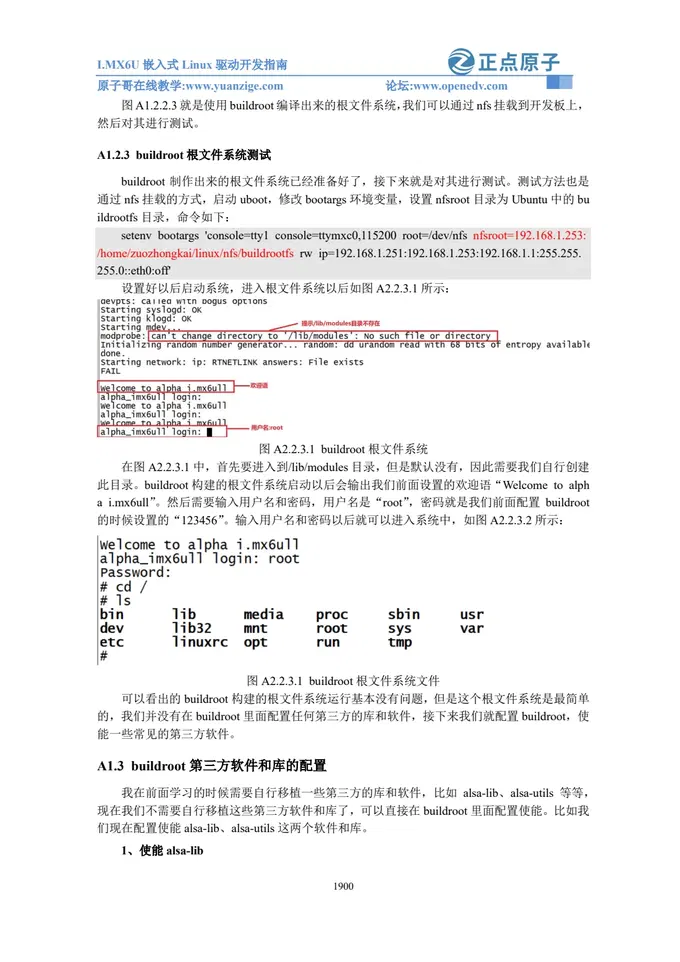 I.MX6U 嵌入式 Linux 驱动开发指南
正点原子
原子哥在线教学:www.yuanzige.com 论坛:www.openedv.com
图 A1.2.2.3 就是使用 buildroot 编译出来的根文件系统，我们可以通过 nfs 挂载到开发板上，
然后对其进行测试。
A1.2.3 buildroot 根文件系统测试
buildroot 制作出来的根文件系统已经准备好了，接下来就是对其进行测试。测试方法也是
通过 nfs 挂载的方式，启动 uboot，修改 bootargs 环境变量，设置 nfsroot 目录为 Ubuntu 中的 bu
ildrootfs 目录，命令如下：
setenv bootargs 'console=tty1 console=ttymxc0,115200 root=/dev/nfs nfsroot=192.168.1.253:
/home/zuozhongkai/linux/nfs/buildrootfs rw ip=192.168.1.251:192.168.1.253:192.168.1.1:255.255.
255.0::eth0:off'
设置好以后启动系统，进入根文件系统以后如图 A2.2.3.1 所示：
devpts: called with bogus options
Starting syslogd: OK
Starting klogd: OK
Starting mdev...
提示/lib/modules目录不存在
modprobe: can't change directory to '/lib/modules': No such file or directory
Initializing random number generator... random: dd urandom read with 68 bits of entropy available
done.
Starting network: ip: RTNETLINK answers: File exists
FAIL
Welcome to alpha i.mx6ull 欢迎语
alpha_imx6ull login:
Welcome to alpha i.mx6ull
alpha_imx6ull login:
Welcome to alpha i.mx6ull
alpha_imx6ull login: 用户名:root
图 A2.2.3.1 buildroot 根文件系统
在图 A2.2.3.1 中，首先要进入到/lib/modules 目录，但是默认没有，因此需要我们自行创建
此目录。buildroot 构建的根文件系统启动以后会输出我们前面设置的欢迎语“Welcome to alph
a i.mx6ull”。然后需要输入用户名和密码，用户名是“root”，密码就是我们前面配置 buildroot
的时候设置的“123456”。输入用户名和密码以后就可以进入系统中，如图 A2.2.3.2 所示：
Welcome to alpha i.mx6ull
alpha_imx6ull login: root
Password:
# cd /
# ls
bin lib media proc sbin usr
dev lib32 mnt root sys var
etc linuxrc opt run tmp
#
图 A2.2.3.1 buildroot 根文件系统文件
可以看出的 buildroot 构建的根文件系统运行基本没有问题，但是这个根文件系统是最简单
的，我们并没有在 buildroot 里面配置任何第三方的库和软件，接下来我们就配置 buildroot，使
能一些常见的第三方软件。
A1.3 buildroot 第三方软件和库的配置
我在前面学习的时候需要自行移植一些第三方的库和软件，比如 alsa-lib、alsa-utils 等等，
现在我们不需要自行移植这些第三方软件和库了，可以直接在 buildroot 里面配置使能。比如我
们现在配置使能 alsa-lib、alsa-utils 这两个软件和库。
1、使能 alsa-lib
1900